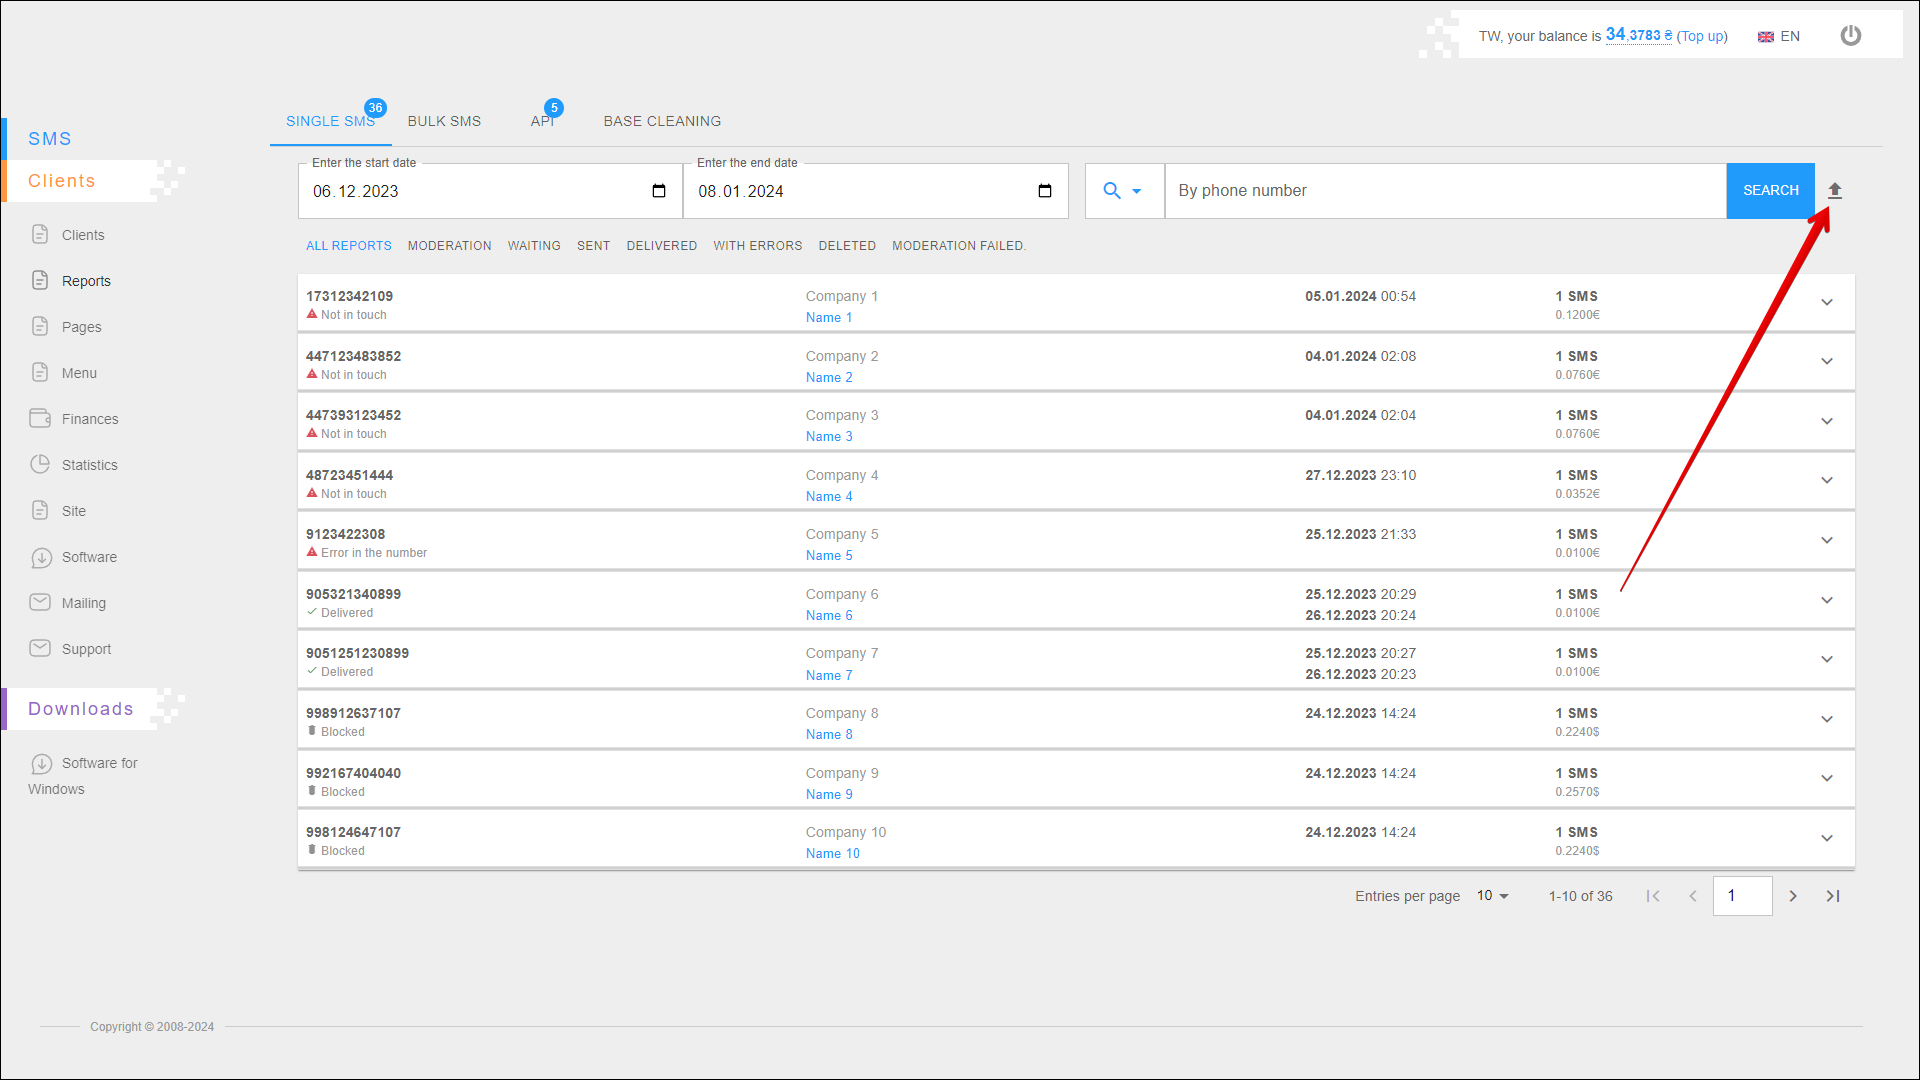 TW, your balance is 34,3783 ₴ (Top up) EN
SINGLE SMS 36 BULK SMS API 5 BASE CLEANING
SMS
Clients
Clients
Reports
Pages
Menu
Finances
Statistics
Site
Software
Mailing
Support
Downloads
Software for
Windows
Enter the start date
06.12.2023
Enter the end date
08.01.2024
By phone number
SEARCH
ALL REPORTS MODERATION WAITING SENT DELIVERED WITH ERRORS DELETED MODERATION FAILED.
17312342109 Company 1 05.01.2024 00:54 1 SMS
Not in touch Name 1 0.1200€
447123483852 Company 2 04.01.2024 02:08 1 SMS
Not in touch Name 2 0.0760€
447393123452 Company 3 04.01.2024 02:04 1 SMS
Not in touch Name 3 0.0760€
48723451444 Company 4 27.12.2023 23:10 1 SMS
Not in touch Name 4 0.0352€
9123422308 Company 5 25.12.2023 21:33 1 SMS
Error in the number Name 5 0.0100€
905321340899 Company 6 25.12.2023 20:29 1 SMS
Delivered Name 6 26.12.2023 20:24 0.0100€
9051251230899 Company 7 25.12.2023 20:27 1 SMS
Delivered Name 7 26.12.2023 20:23 0.0100€
998912637107 Company 8 24.12.2023 14:24 1 SMS
Blocked Name 8 0.2240$
992167404040 Company 9 24.12.2023 14:24 1 SMS
Blocked Name 9 0.2570$
998124647107 Company 10 24.12.2023 14:24 1 SMS
Blocked Name 10 0.2240$
Entries per page 10 1-10 of 36 1
Copyright © 2008-2024